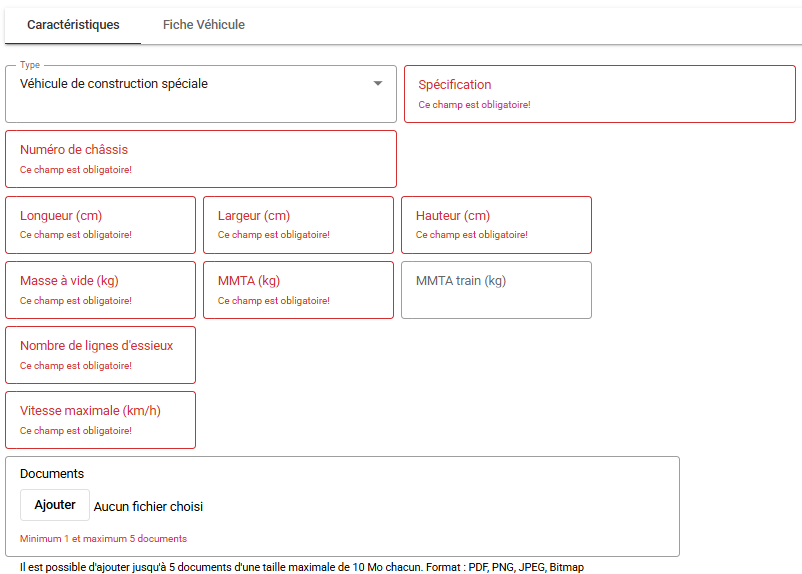 Caractéristiques Fiche Véhicule
Type
Véhicule de construction spéciale
Spécification
Ce champ est obligatoire!
Numéro de châssis
Ce champ est obligatoire!
Longueur (cm)
Ce champ est obligatoire!
Largeur (cm)
Ce champ est obligatoire!
Hauteur (cm)
Ce champ est obligatoire!
Masse à vide (kg)
Ce champ est obligatoire!
MMTA (kg)
Ce champ est obligatoire!
MMTA train (kg)
Nombre de lignes d'essieux
Ce champ est obligatoire!
Vitesse maximale (km/h)
Ce champ est obligatoire!
Documents
Ajouter Aucun fichier choisi
Minimum 1 et maximum 5 documents
Il est possible d'ajouter jusqu'à 5 documents d'une taille maximale de 10 Mo chacun. Format : PDF, PNG, JPEG, Bitmap